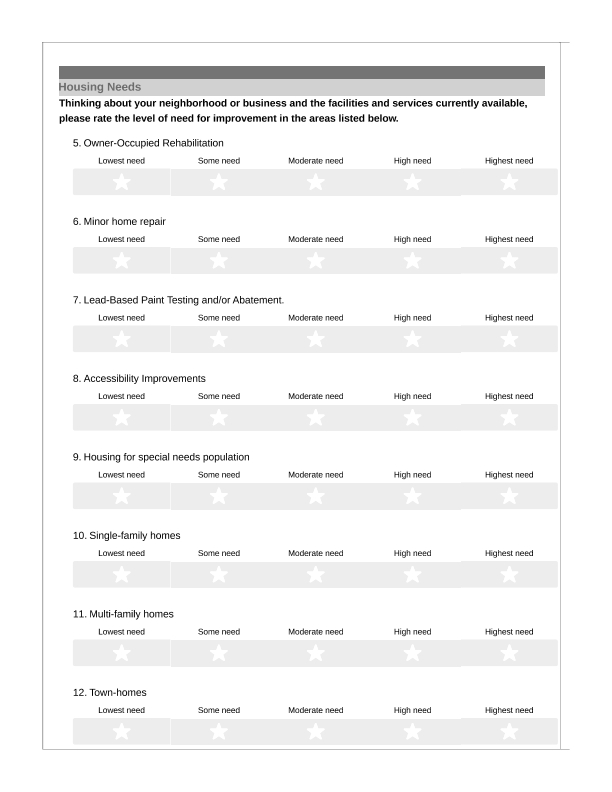 Housing Needs
Thinking about your neighborhood or business and the facilities and services currently available,
please rate the level of need for improvement in the areas listed below.
5. Owner-Occupied Rehabilitation
Lowest need Some need Moderate need High need Highest need
6. Minor home repair
Lowest need Some need Moderate need High need Highest need
7. Lead-Based Paint Testing and/or Abatement.
Lowest need Some need Moderate need High need Highest need
8. Accessibility Improvements
Lowest need Some need Moderate need High need Highest need
9. Housing for special needs population
Lowest need Some need Moderate need High need Highest need
10. Single-family homes
Lowest need Some need Moderate need High need Highest need
11. Multi-family homes
Lowest need Some need Moderate need High need Highest need
12. Town-homes
Lowest need Some need Moderate need High need Highest need